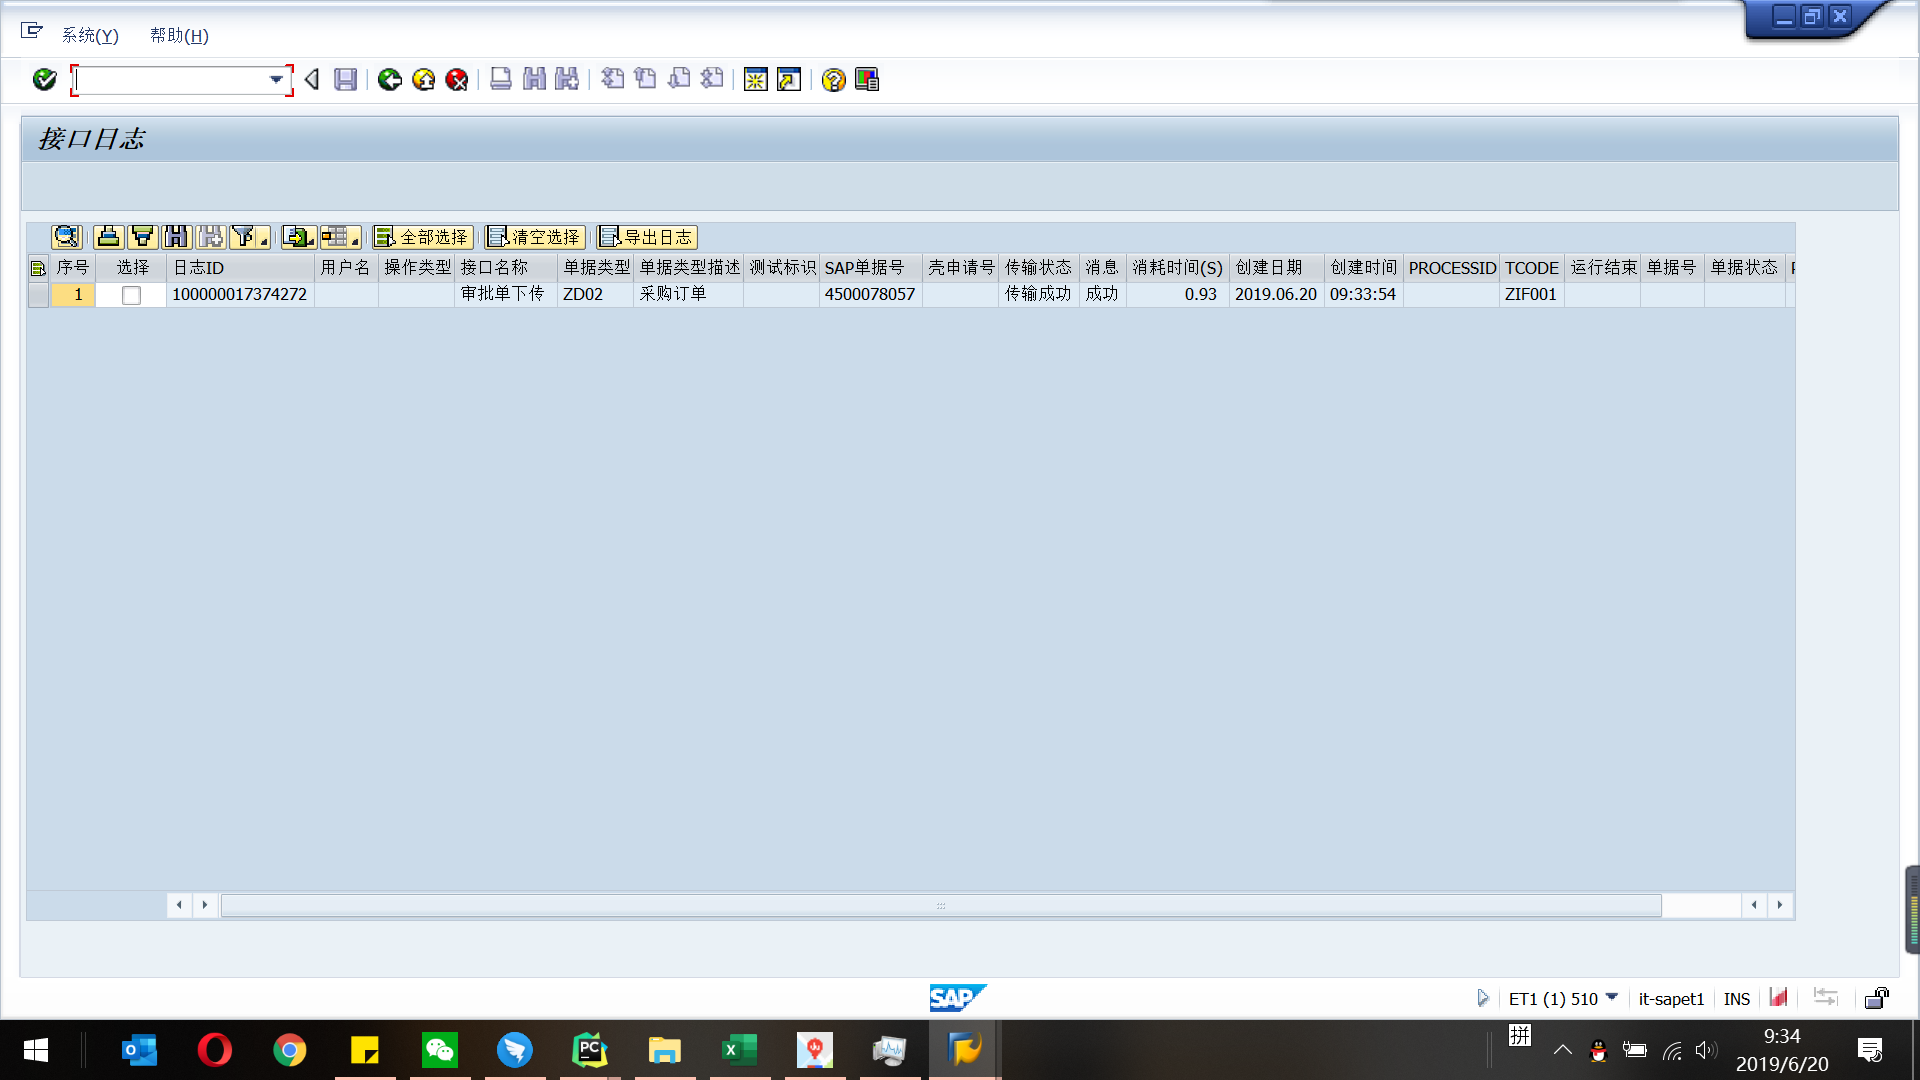 系统(Y) 帮助(H)
接口日志
全部选择 清空选择 导出日志
序号 选择 日志ID 用户名 操作类型 接口名称 单据类型 单据类型描述 测试标识 SAP单据号 壳申请号 传输状态 消息 消耗时间(S) 创建日期 创建时间 PROCESSID TCODE 运行结束 单据号 单据状态
1 100000017374272 审批单下传 ZD02 采购订单 4500078057 传输成功 成功 0.93 2019.06.20 09:33:54 ZIF001
SAP ET1 (1) 510 it-sapet1 INS
拼
9:34
2019/6/20